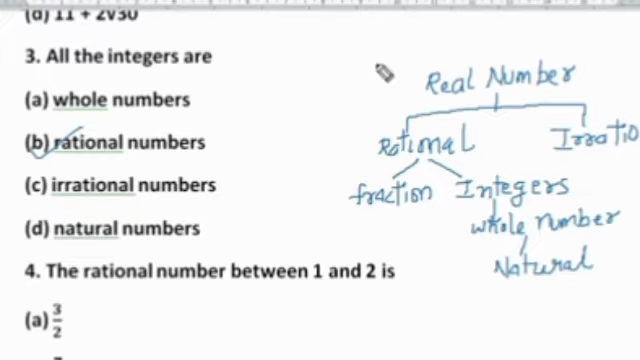 (d) 11 + 2√30
3. All the integers are
(a) whole numbers
(b) rational numbers
(c) irrational numbers
(d) natural numbers
4. The rational number between 1 and 2 is
(a) 3/2
Real Number
Rational Irratio
fraction Integers
whole number
Natural